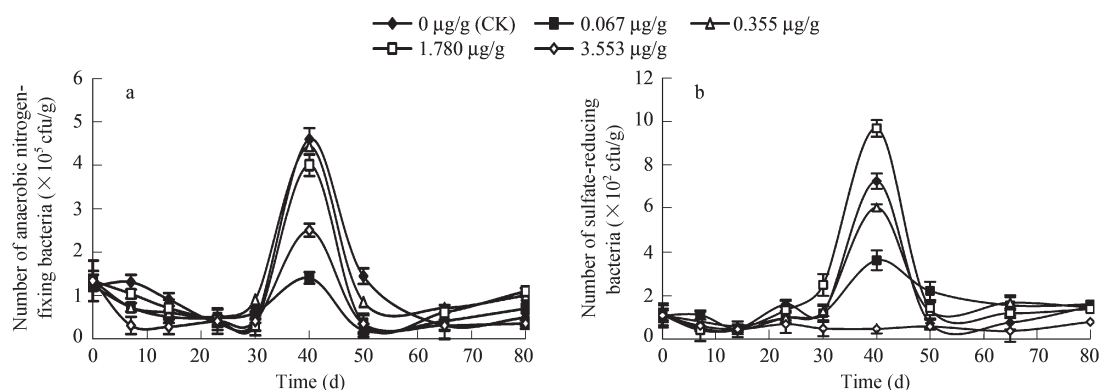 0 μg/g (CK) 0.067 μg/g 0.355 μg/g
1.780 μg/g 3.553 μg/g
a
Number of anaerobic nitrogen-
fixing bacteria (×10⁵ cfu/g)
6
5
4
3
2
1
0
0 10 20 30 40 50 60 70 80
Time (d)
b
Number of sulfate-reducing
bacteria (×10² cfu/g)
12
10
8
6
4
2
0
0 10 20 30 40 50 60 70 80
Time (d)